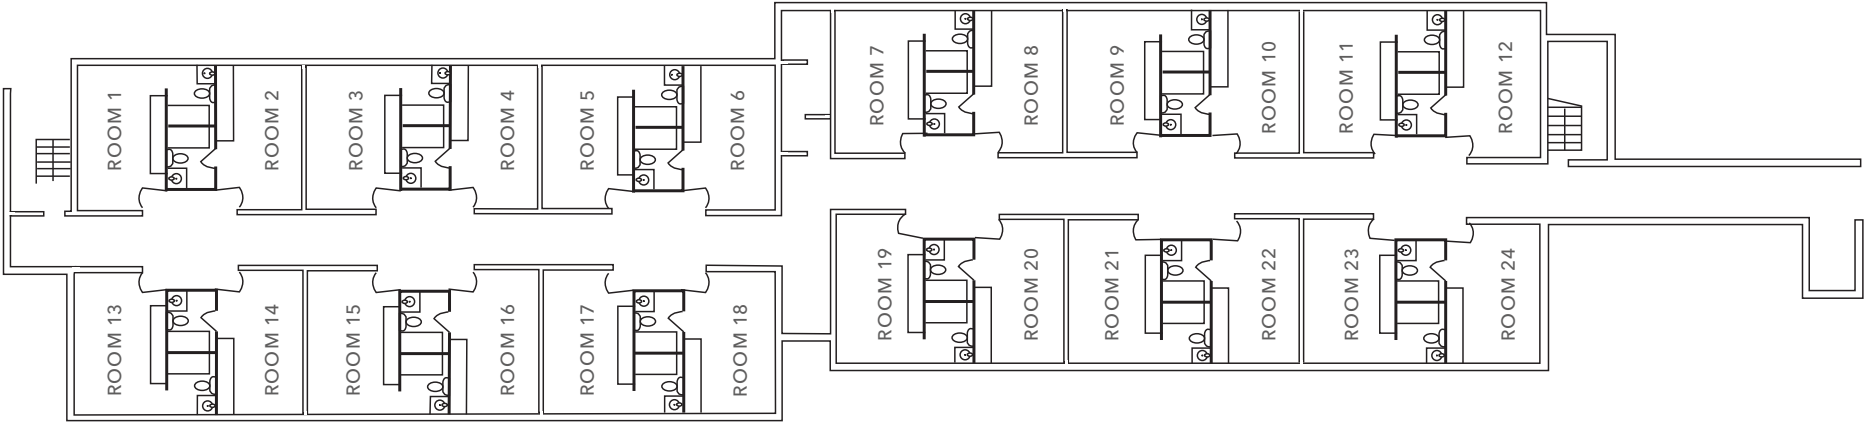 ROOM 1
ROOM 2
ROOM 3
ROOM 4
ROOM 5
ROOM 6
ROOM 7
ROOM 8
ROOM 9
ROOM 10
ROOM 11
ROOM 12
ROOM 13
ROOM 14
ROOM 15
ROOM 16
ROOM 17
ROOM 18
ROOM 19
ROOM 20
ROOM 21
ROOM 22
ROOM 23
ROOM 24